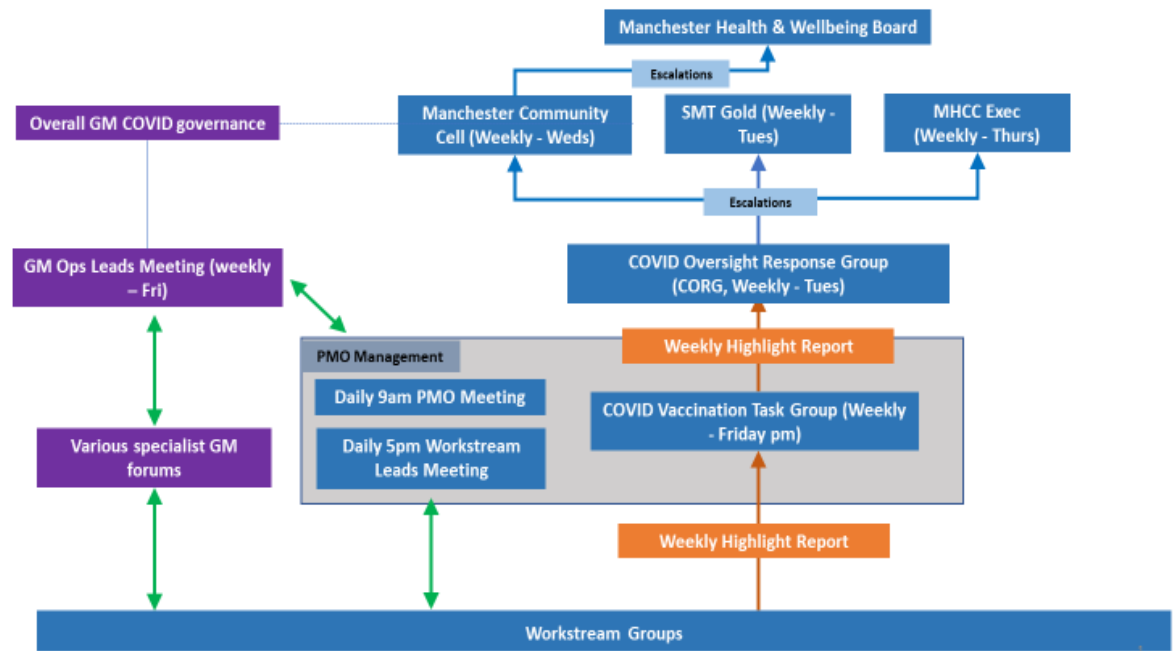 Manchester Health & Wellbeing Board
Escalations
Overall GM COVID governance
Manchester Community
Cell (Weekly - Weds)
SMT Gold (Weekly -
Tues)
MHCC Exec
(Weekly - Thurs)
Escalations
GM Ops Leads Meeting (weekly
– Fri)
COVID Oversight Response Group
(CORG, Weekly - Tues)
PMO Management
Weekly Highlight Report
Daily 9am PMO Meeting
COVID Vaccination Task Group (Weekly
- Friday pm)
Various specialist GM
forums
Daily 5pm Workstream
Leads Meeting
Weekly Highlight Report
Workstream Groups